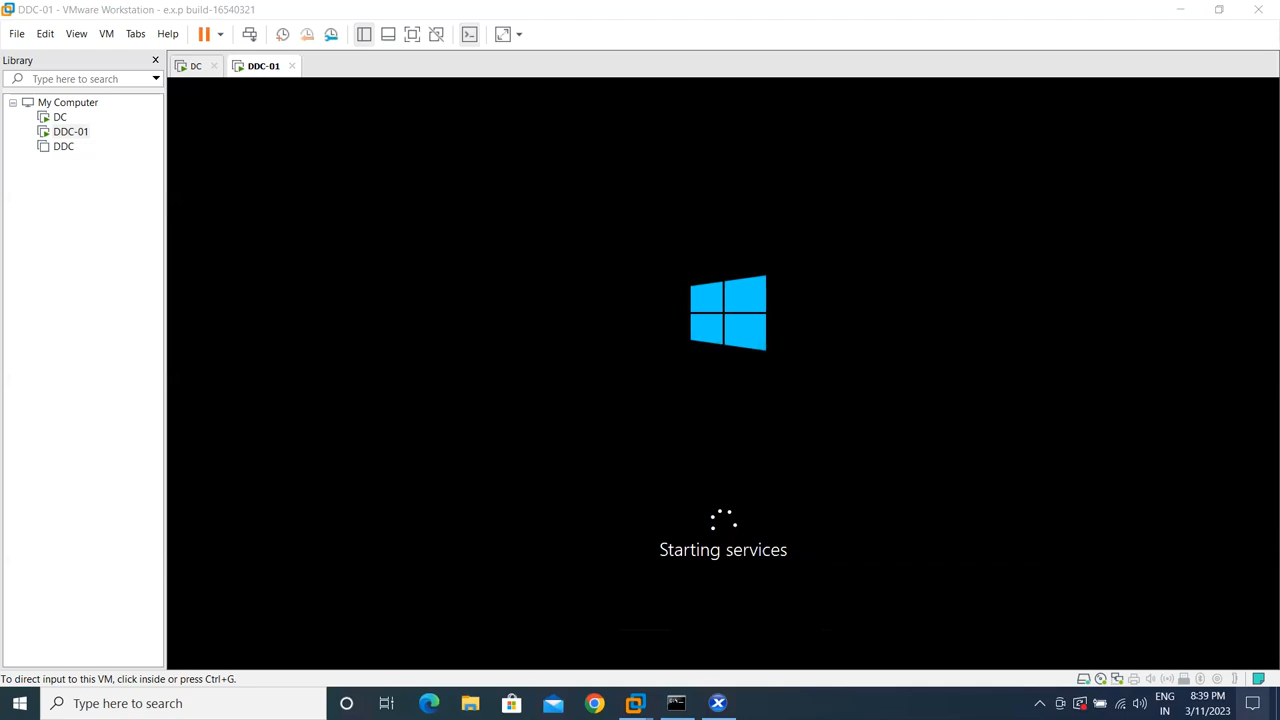 DDC-01 - VMware Workstation - e.x.p build-16540321
File Edit View VM Tabs Help
Library
Type here to search
My Computer
DC
DDC-01
DDC
DC
DDC-01
Starting services
To direct input to this VM, click inside or press Ctrl+G.
Type here to search
ENG
IN
8:39 PM
3/11/2023